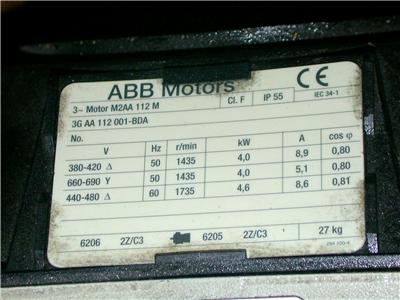 ABB Motors CE
3~ Motor M2AA 112 M Cl. F IP 55 IEC 34-1
3G AA 112 001-BDA
No.
V Hz r/min kW A cos φ
380-420 Δ 50 1435 4,0 8,9 0,80
660-690 Y 50 1435 4,0 5,1 0,80
440-480 Δ 60 1735 4,6 8,6 0,81
6206 2Z/C3 6205 2Z/C3 27 kg